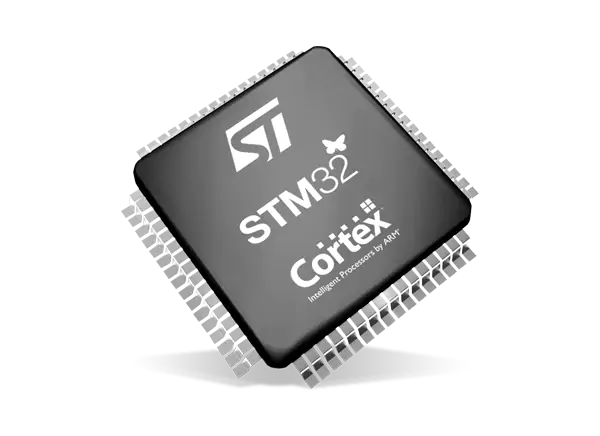 ST
STM32
Cortex
Intelligent Processors by ARM®